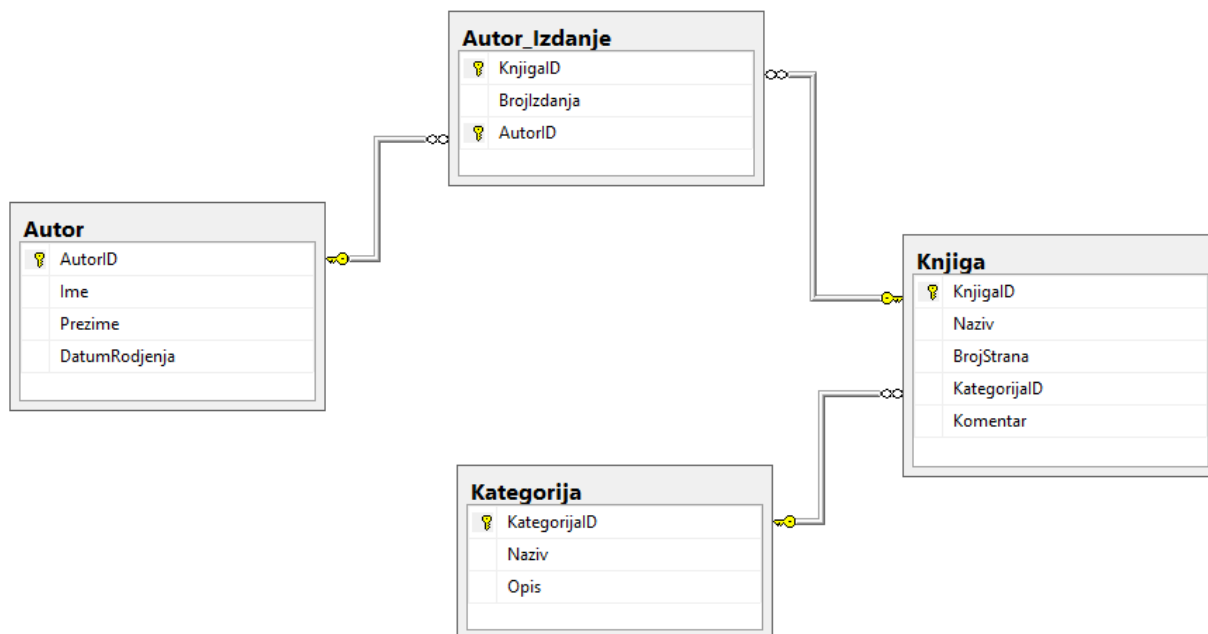 Autor_Izdanje
KnjigaID
BrojIzdanja
AutorID
Autor
AutorID
Ime
Prezime
DatumRodjenja
Knjiga
KnjigaID
Naziv
BrojStrana
KategorijaID
Komentar
Kategorija
KategorijaID
Naziv
Opis